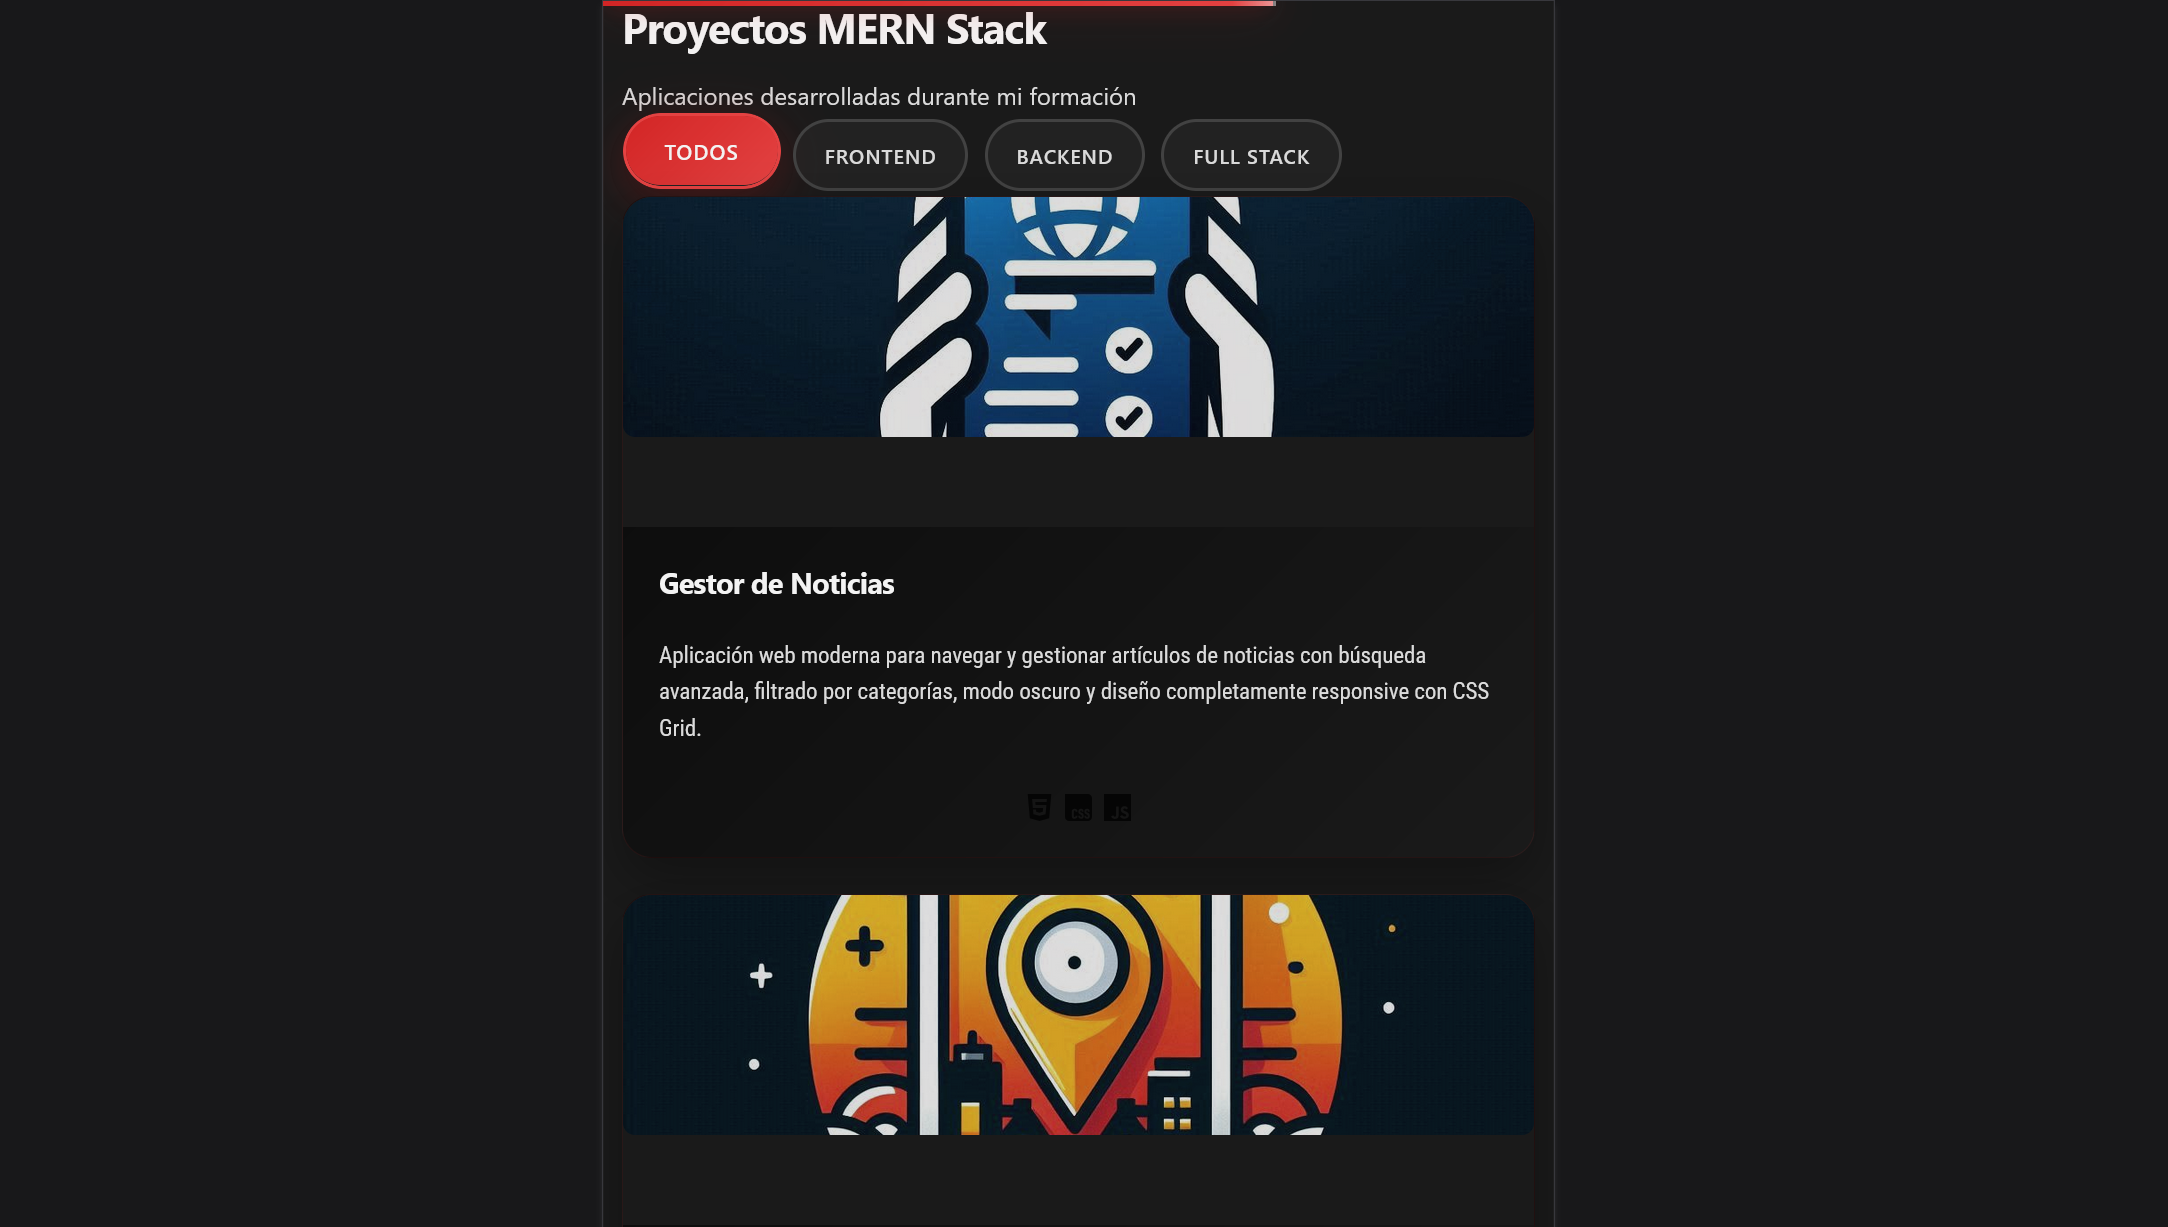 Proyectos MERN Stack
Aplicaciones desarrolladas durante mi formación
TODOS
FRONTEND
BACKEND
FULL STACK
Gestor de Noticias
Aplicación web moderna para navegar y gestionar artículos de noticias con búsqueda
avanzada, filtrado por categorías, modo oscuro y diseño completamente responsive con CSS
Grid.
5 CSS JS